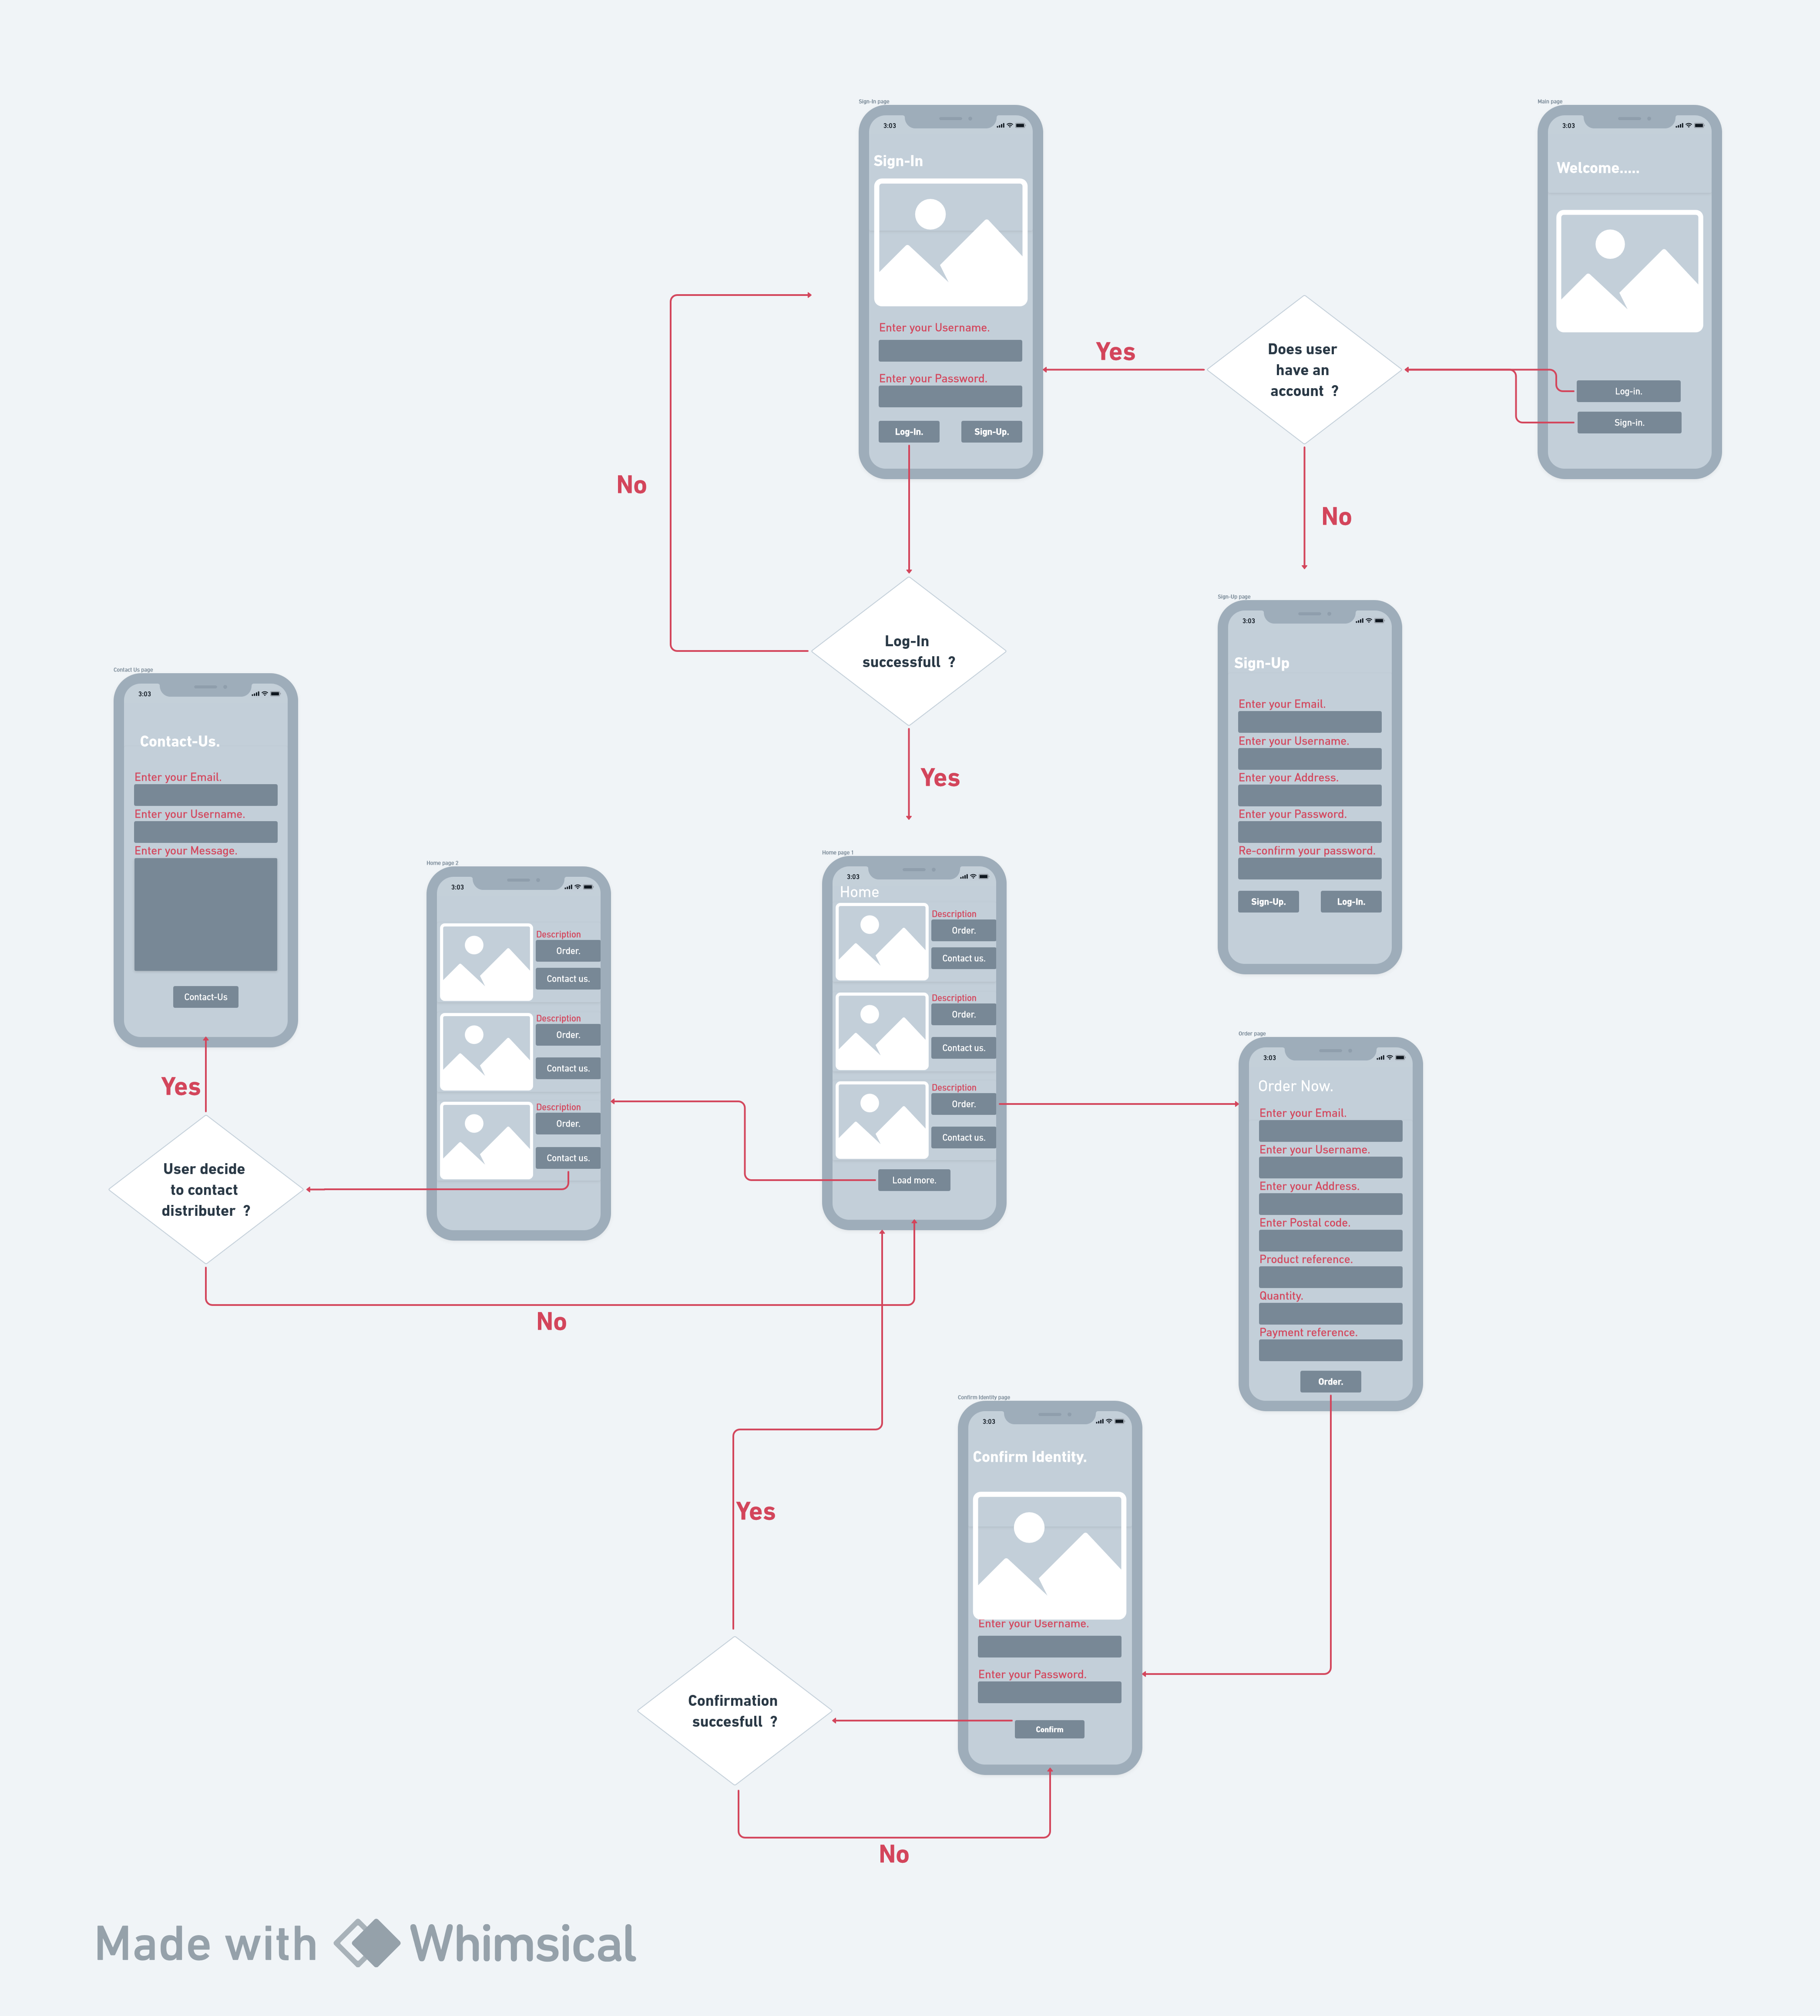 Sign-In page
3:03
Sign-In
Enter your Username.
Enter your Password.
Log-In.
Sign-Up.
Main page
3:03
Welcome.....
Log-in.
Sign-in.
Does user
have an
account ?
Yes
No
No
Log-In
successfull ?
Yes
Sign-Up page
3:03
Sign-Up
Enter your Email.
Enter your Username.
Enter your Address.
Enter your Password.
Re-confirm your password.
Sign-Up.
Log-In.
Contact Us page
3:03
Contact-Us.
Enter your Email.
Enter your Username.
Enter your Message.
Contact-Us
Yes
User decide
to contact
distributer ?
No
Home page 2
3:03
Description
Order.
Contact us.
Description
Order.
Contact us.
Description
Order.
Contact us.
Home page 1
3:03
Home
Description
Order.
Contact us.
Description
Order.
Contact us.
Description
Order.
Contact us.
Load more.
Order page
3:03
Order Now.
Enter your Email.
Enter your Username.
Enter your Address.
Enter Postal code.
Product reference.
Quantity.
Payment reference.
Order.
Confirm Identity page
3:03
Confirm Identity.
Enter your Username.
Enter your Password.
Confirm
Yes
Confirmation
succesfull ?
No
Made with Whimsical